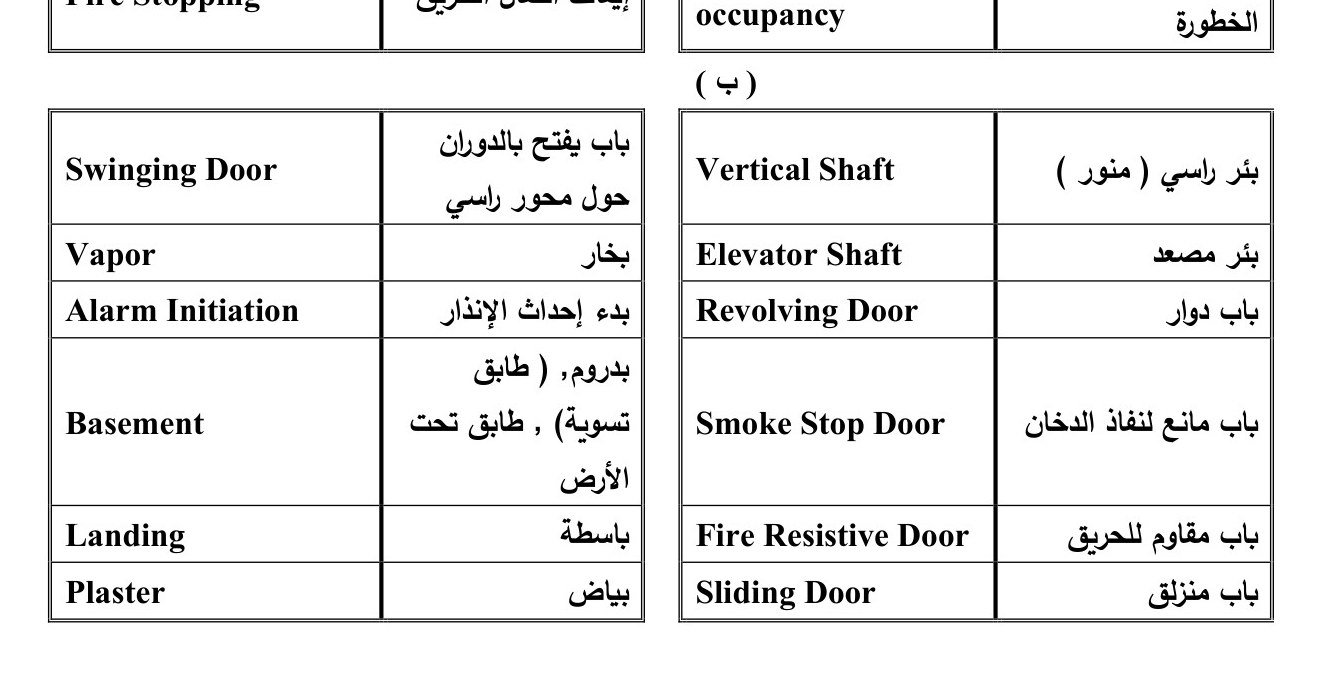 occupancy
الخطورة
( ب )
Vertical Shaft بئر راسي ( منور )
Elevator Shaft بئر مصعد
Revolving Door باب دوار
Smoke Stop Door باب مانع لنفاذ الدخان
Fire Resistive Door باب مقاوم للحريق
Sliding Door باب منزلق
Swinging Door باب يفتح بالدوران
حول محور راسي
Vapor بخار
Alarm Initiation بدء إحداث الإنذار
Basement بدروم, ( طابق
تسوية) , طابق تحت
الأرض
Landing باسطة
Plaster بياض